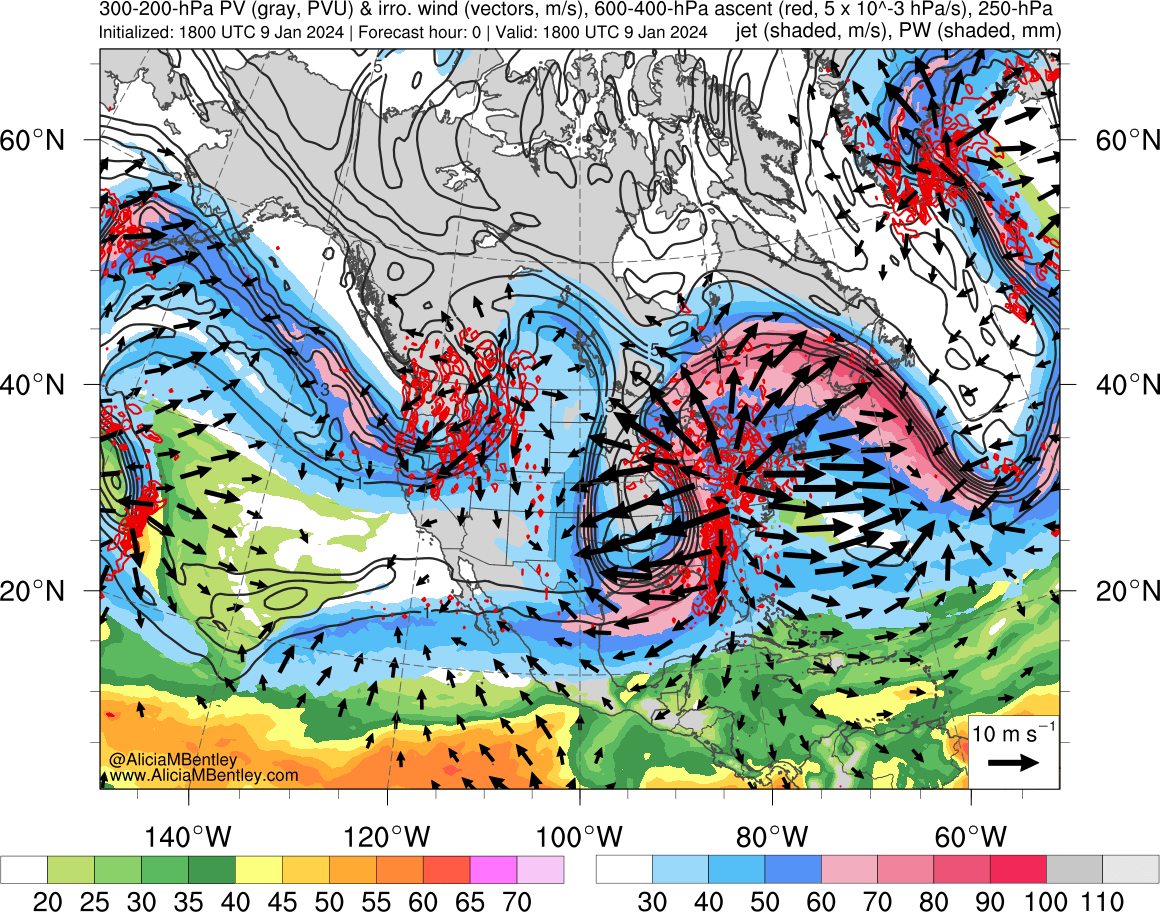 300-200-hPa PV (gray, PVU) & irro. wind (vectors, m/s), 600-400-hPa ascent (red, 5 x 10^-3 hPa/s), 250-hPa
Initialized: 1800 UTC 9 Jan 2024 | Forecast hour: 0 | Valid: 1800 UTC 9 Jan 2024 jet (shaded, m/s), PW (shaded, mm)
5
60°N 60°N
5
1
3
40°N 40°N
3
1
20°N 20°N
1
10 m s⁻¹
@AliciaMBentley
www.AliciaMBentley.com
140°W 120°W 100°W 80°W 60°W
20 25 30 35 40 45 50 55 60 65 70 30 40 50 60 70 80 90 100 110